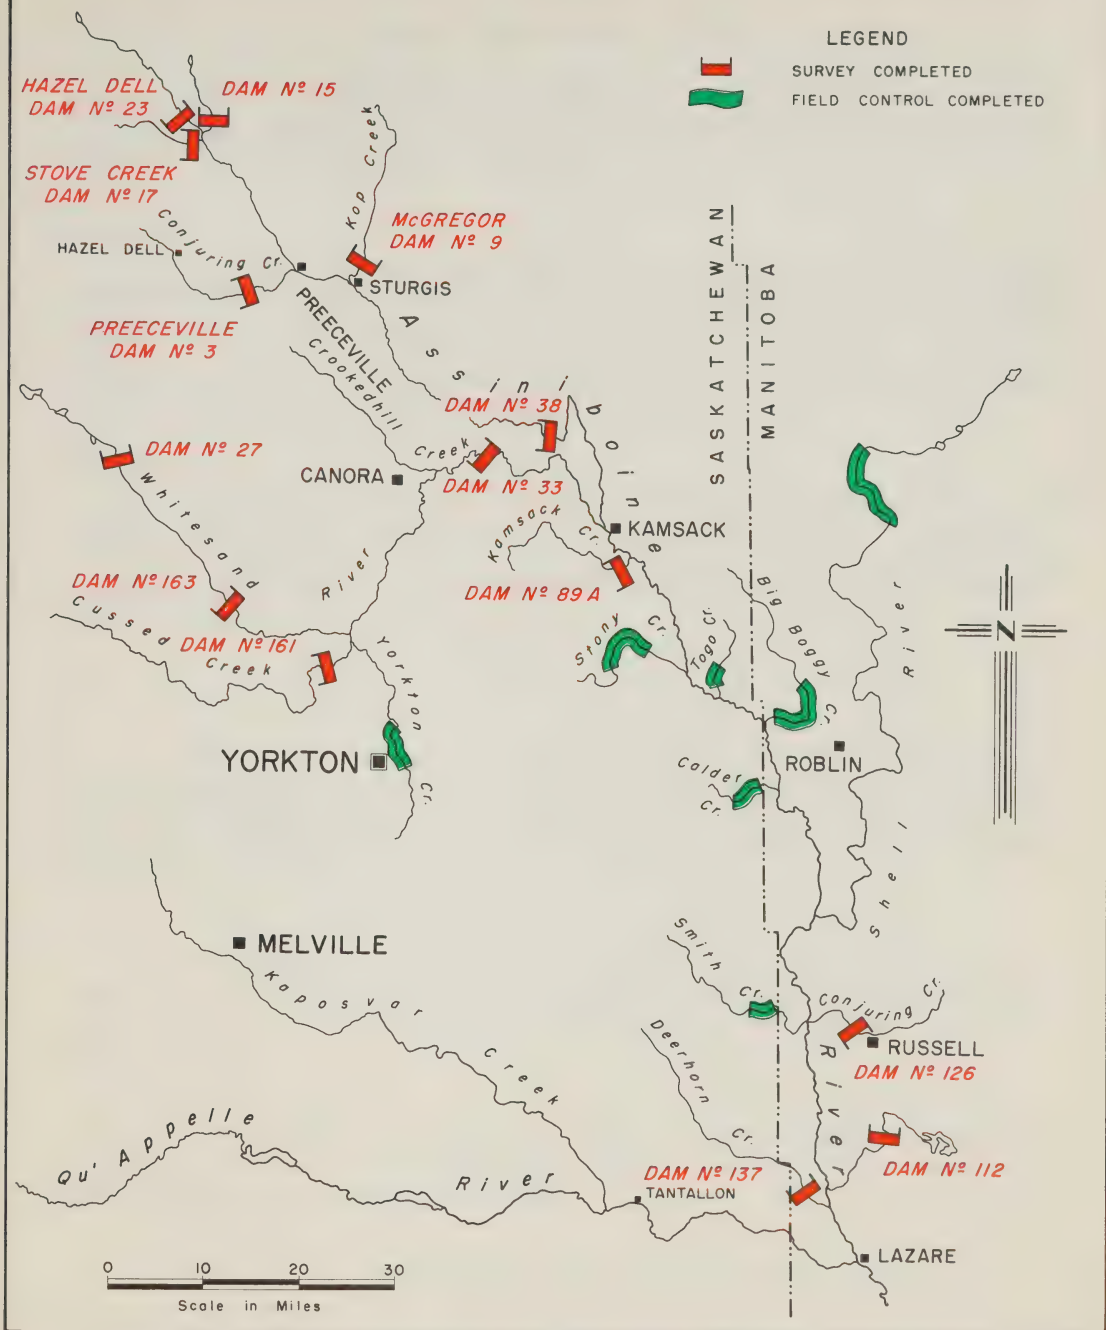 LEGEND
SURVEY COMPLETED
FIELD CONTROL COMPLETED
HAZEL DELL
DAM Nº 23
DAM Nº 15
STOVE CREEK
DAM Nº 17
Kop Creek
McGREGOR
DAM Nº 9
Conjuring Cr.
HAZEL DELL
STURGIS
PREECEVILLE
PREECEVILLE
DAM Nº 3
Assiniboine
Crookedhill
Creek
SASKATCHEWAN
MANITOBA
DAM Nº 38
DAM Nº 27
CANORA
DAM Nº 33
Whitesand
River
Kamsack Cr.
KAMSACK
DAM Nº 89A
DAM Nº 163
Cussed
Creek
DAM Nº 161
Yorkton
Cr.
Stony Cr.
Togo Cr.
Big Boggy
Cr.
River
N
YORKTON
ROBLIN
Calder
Cr.
Shell
MELVILLE
Kaposvar
Creek
Smith
Cr.
Conjuring Cr.
RUSSELL
DAM Nº 126
Deerhorn
Cr.
River
Qu'Appelle
River
DAM Nº 137
TANTALLON
DAM Nº 112
LAZARE
0 10 20 30
Scale in Miles